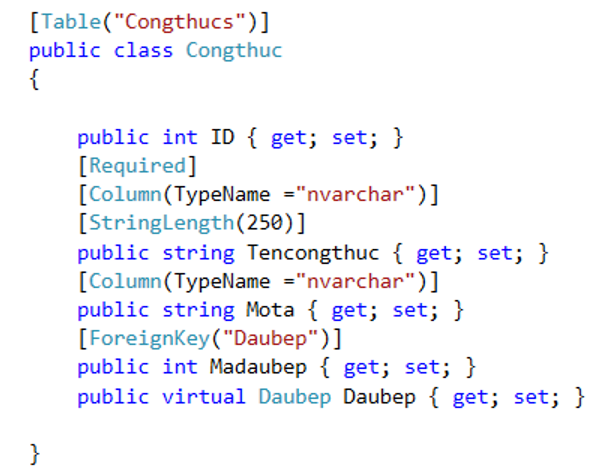 [Table("Congthucs")]
public class Congthuc
{
public int ID { get; set; }
[Required]
[Column(TypeName ="nvarchar")]
[StringLength(250)]
public string Tencongthuc { get; set; }
[Column(TypeName ="nvarchar")]
public string Mota { get; set; }
[ForeignKey("Daubep")]
public int Madaubep { get; set; }
public virtual Daubep Daubep { get; set; }
}